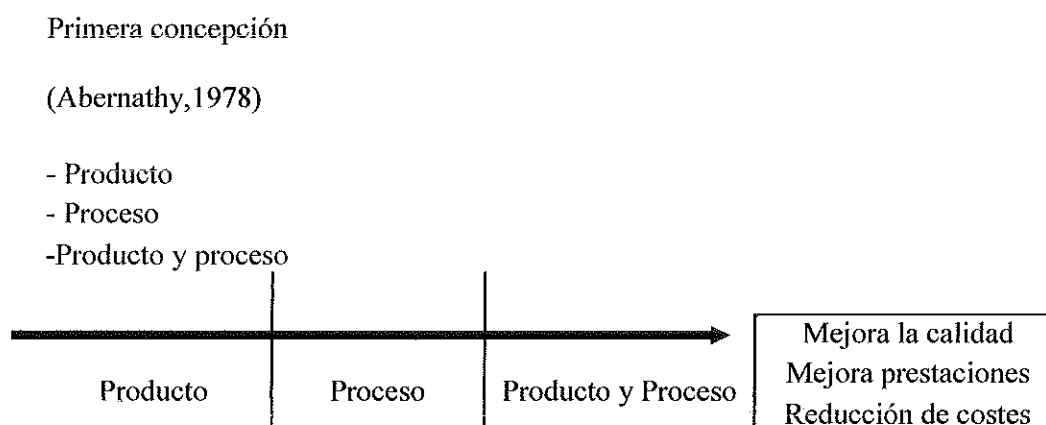 Primera concepción
(Abernathy,1978)
- Producto
- Proceso
-Producto y proceso
Producto
Proceso
Producto y Proceso
Mejora la calidad
Mejora prestaciones
Reducción de costes